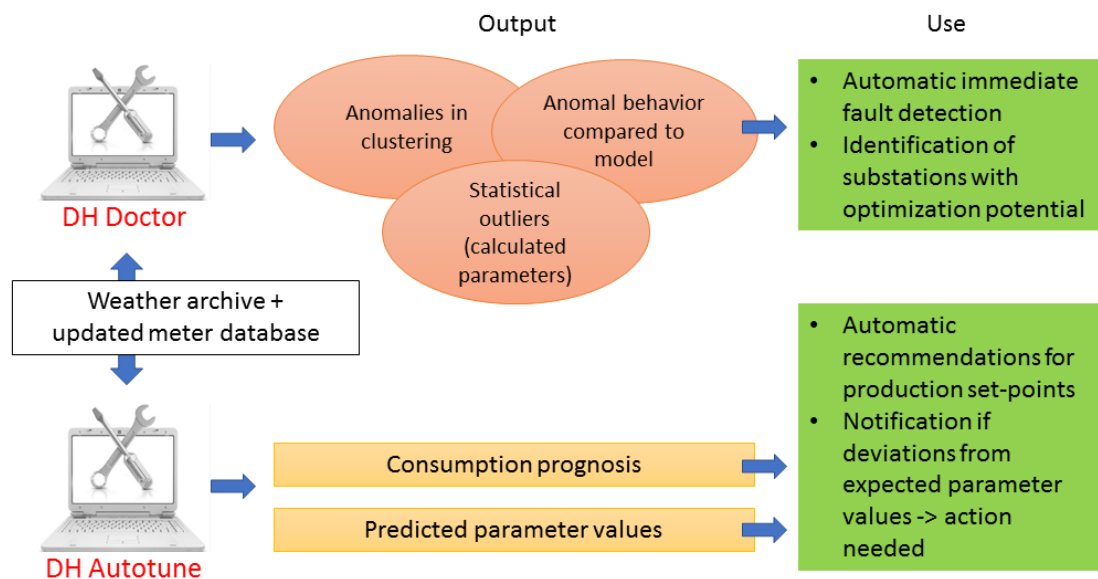 Output
Use
DH Doctor
Anomalies in
clustering
Anomal behavior
compared to
model
Statistical
outliers
(calculated
parameters)
• Automatic immediate
fault detection
• Identification of
substations with
optimization potential
Weather archive +
updated meter database
DH Autotune
Consumption prognosis
Predicted parameter values
• Automatic
recommendations for
production set-points
• Notification if
deviations from
expected parameter
values -> action
needed